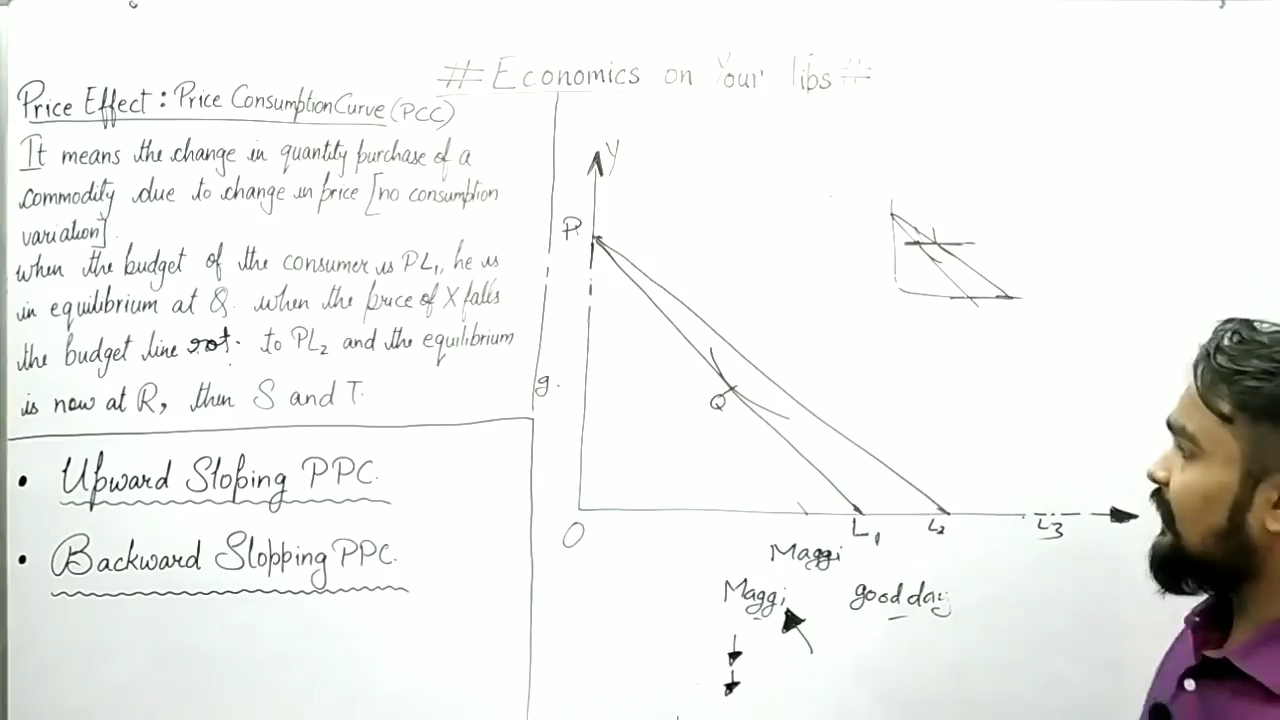 # Economics on Your libs #
Price Effect : Price Consumption Curve (PCC)
It means the change in quantity purchase of a
commodity due to change in price [no consumption
variation].
when the budget of the consumer is PL1, he is
in equilibrium at Q. when the price of X falls
the budget line rot. to PL2 and the equilibrium
is now at R, then S and T.
• Upward Sloping PPC.
• Backward Slopping PPC.
Y
P
g.
Q
O
L1
L2
L3
Maggi
Maggi
good day